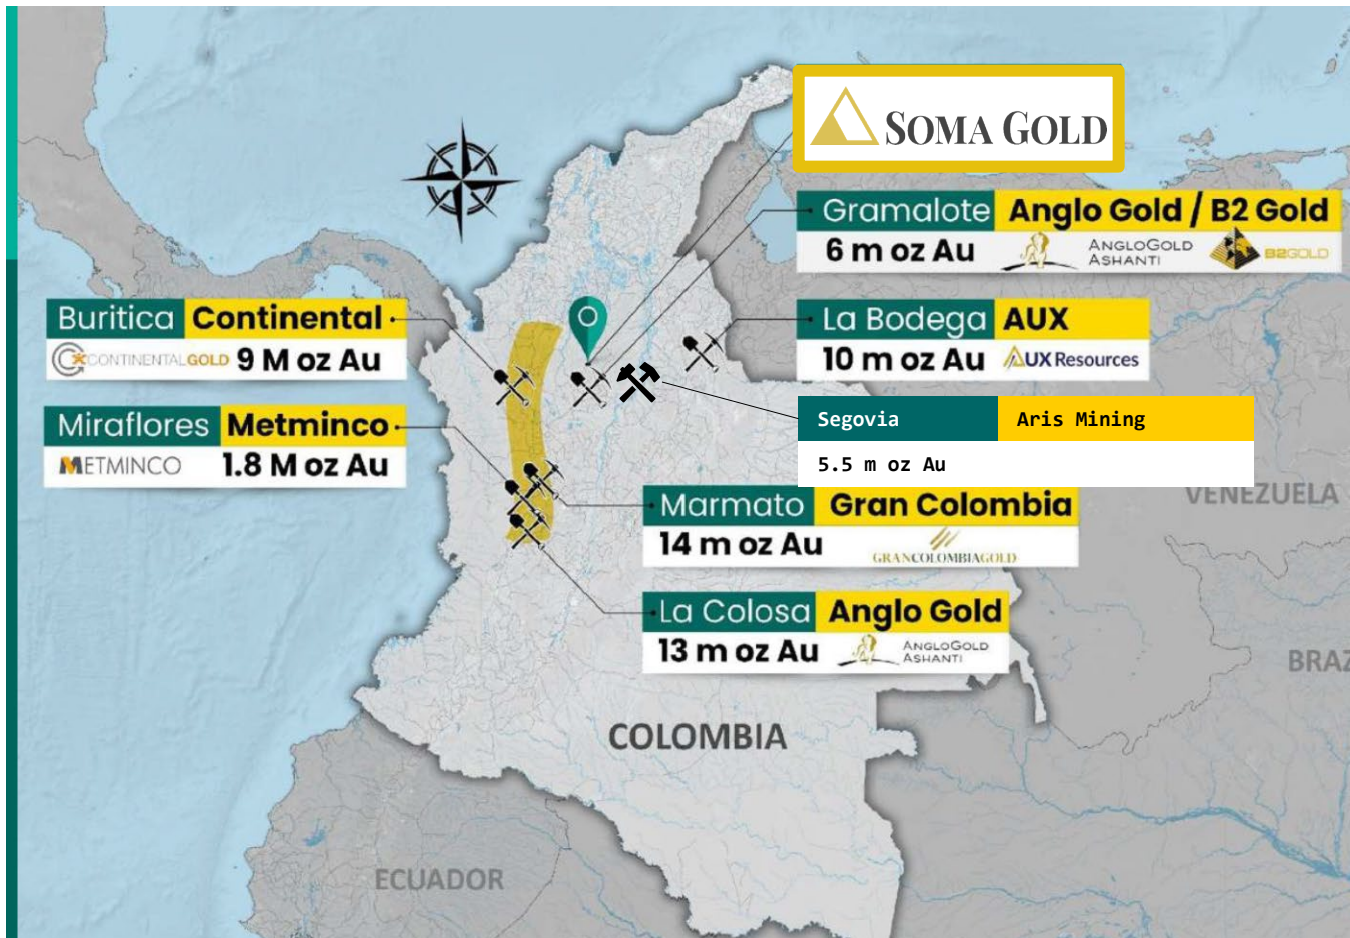 SOMA GOLD
Gramalote Anglo Gold / B2 Gold
6 m oz Au ANGLOGOLD ASHANTI B2GOLD
Buritica Continental
CONTINENTALGOLD 9 M oz Au
La Bodega AUX
10 m oz Au AUX Resources
Miraflores Metminco
METMINCO 1.8 M oz Au
Segovia Aris Mining
5.5 m oz Au
VENEZUELA
Marmato Gran Colombia
14 m oz Au GRANCOLOMBIAGOLD
La Colosa Anglo Gold
13 m oz Au ANGLOGOLD ASHANTI
BRAZ
COLOMBIA
ECUADOR